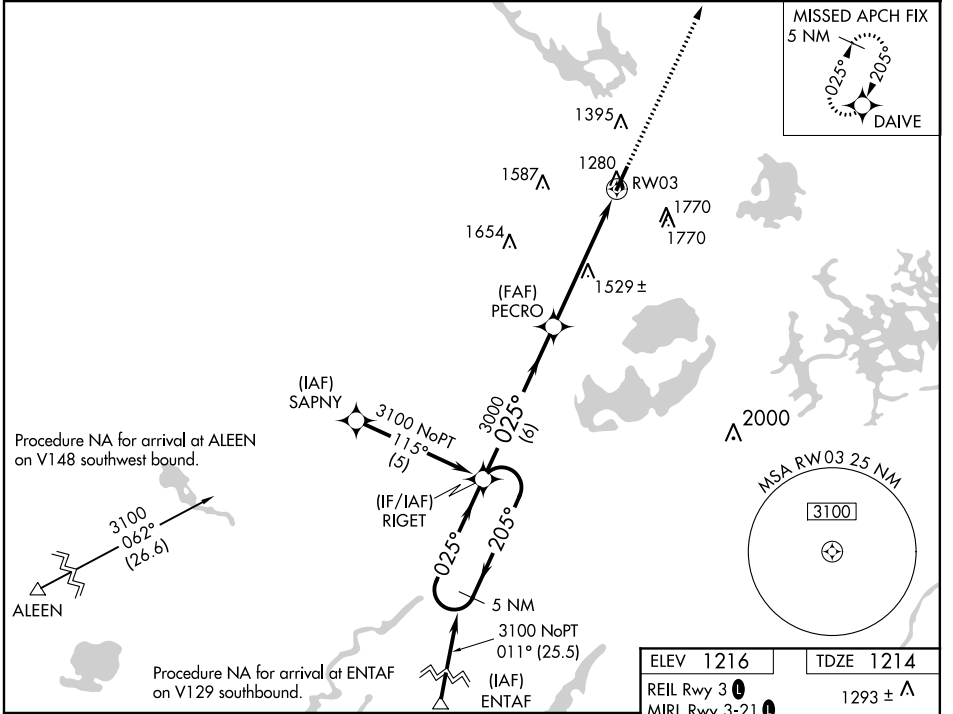 MISSED APCH FIX
5 NM
025°
205°
DAIVE
1395
1280
RW03
1587
1770
1770
1654
1529 ±
(FAF)
PECRO
(IAF)
SAPNY
3100 NoPT
115°
(5)
3000
025°
(6)
2000
Procedure NA for arrival at ALEEN
on V148 southwest bound.
MSA RW03 25 NM
3100
(IF/IAF)
RIGET
3100
062°
(26.6)
025°
205°
ALEEN
5 NM
3100 NoPT
011° (25.5)
Procedure NA for arrival at ENTAF
on V129 southbound.
(IAF)
ENTAF
ELEV 1216
TDZE 1214
REIL Rwy 3 L
1293 ±
MIRL Rwy 3-21 L